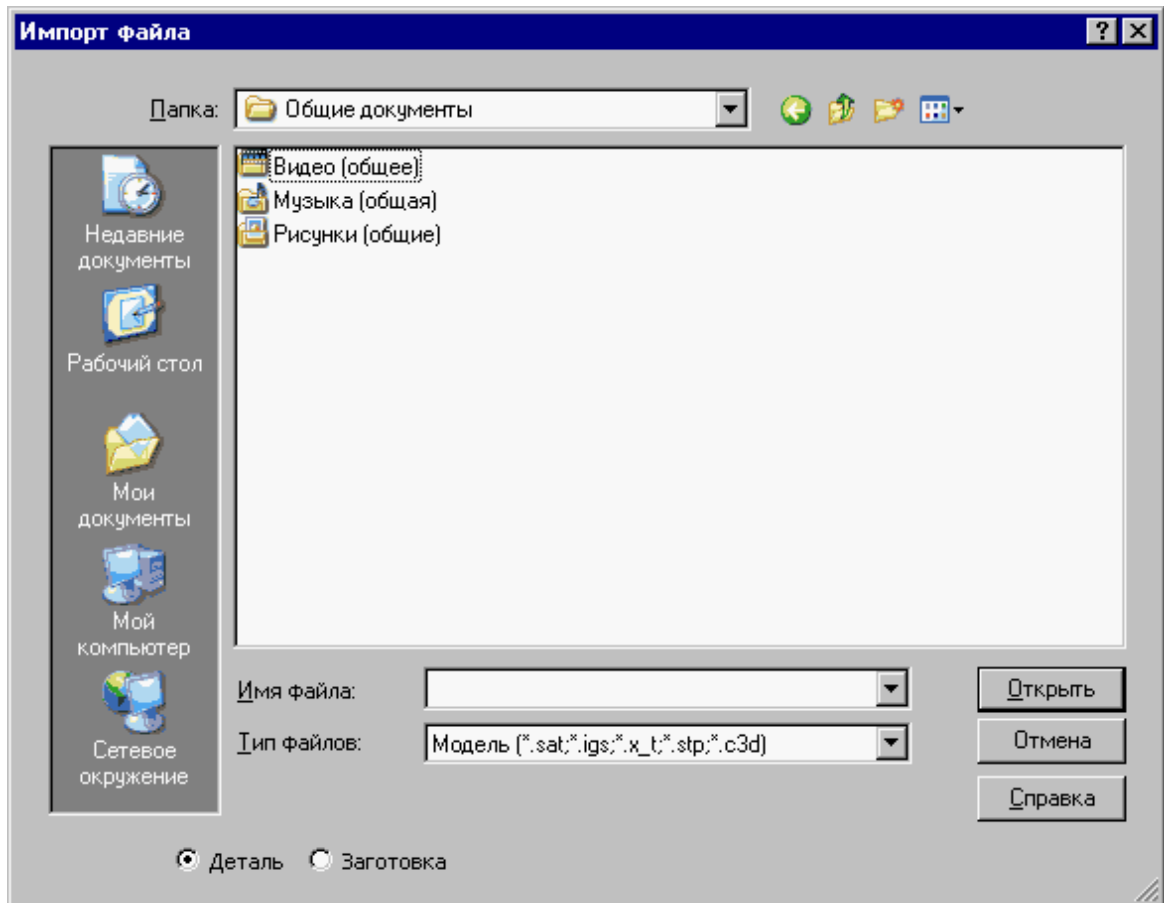 Импорт файла
Папка:
Общие документы
Недавние
документы
Рабочий стол
Мои
документы
Мой
компьютер
Сетевое
окружение
Видео (общее)
Музыка (общая)
Рисунки (общие)
Имя файла:
Открыть
Тип файлов:
Модель (*.sat;*.igs;*.x_t;*.stp;*.c3d)
Отмена
Справка
Деталь
Заготовка